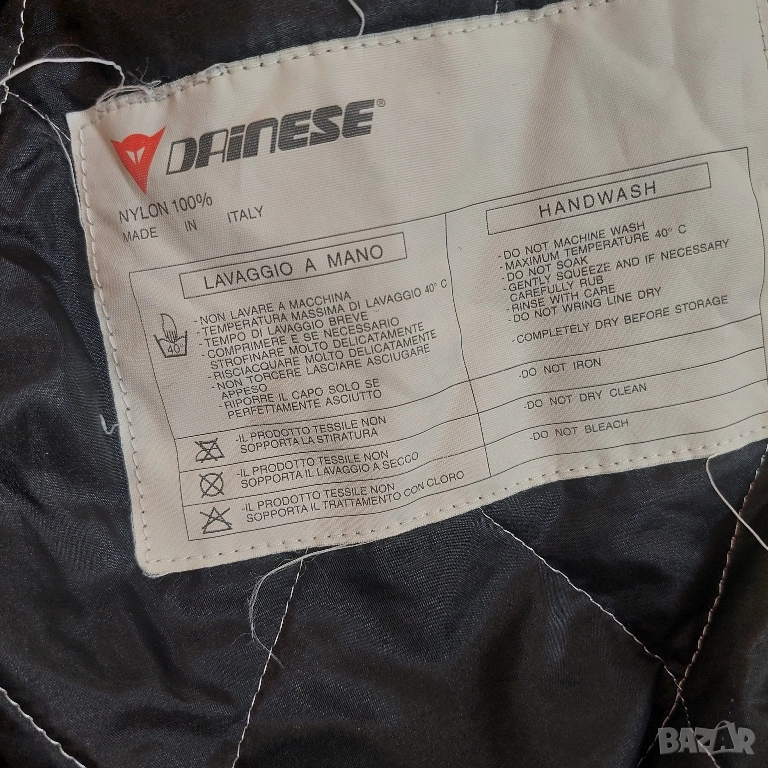 DAINESE®
NYLON 100%
MADE IN ITALY
LAVAGGIO A MANO
40°
-NON LAVARE A MACCHINA
-TEMPERATURA MASSIMA DI LAVAGGIO 40° C
-TEMPO DI LAVAGGIO BREVE
-COMPRIMERE E SE NECESSARIO
STROFINARE MOLTO DELICATAMENTE
-RISCIACQUARE MOLTO DELICATAMENTE
-NON TORCERE LASCIARE ASCIUGARE
APPESO
-RIPORRE IL CAPO SOLO SE
PERFETTAMENTE ASCIUTTO
-IL PRODOTTO TESSILE NON
SOPPORTA LA STIRATURA
-IL PRODOTTO TESSILE NON
SOPPORTA IL LAVAGGIO A SECCO
-IL PRODOTTO TESSILE NON
SOPPORTA IL TRATTAMENTO CON CLORO
HANDWASH
-DO NOT MACHINE WASH
-MAXIMUM TEMPERATURE 40° C
-DO NOT SOAK
-GENTLY SQUEEZE AND IF NECESSARY
CAREFULLY RUB
-RINSE WITH CARE
-DO NOT WRING LINE DRY
-COMPLETELY DRY BEFORE STORAGE
-DO NOT IRON
-DO NOT DRY CLEAN
-DO NOT BLEACH
BAZAR